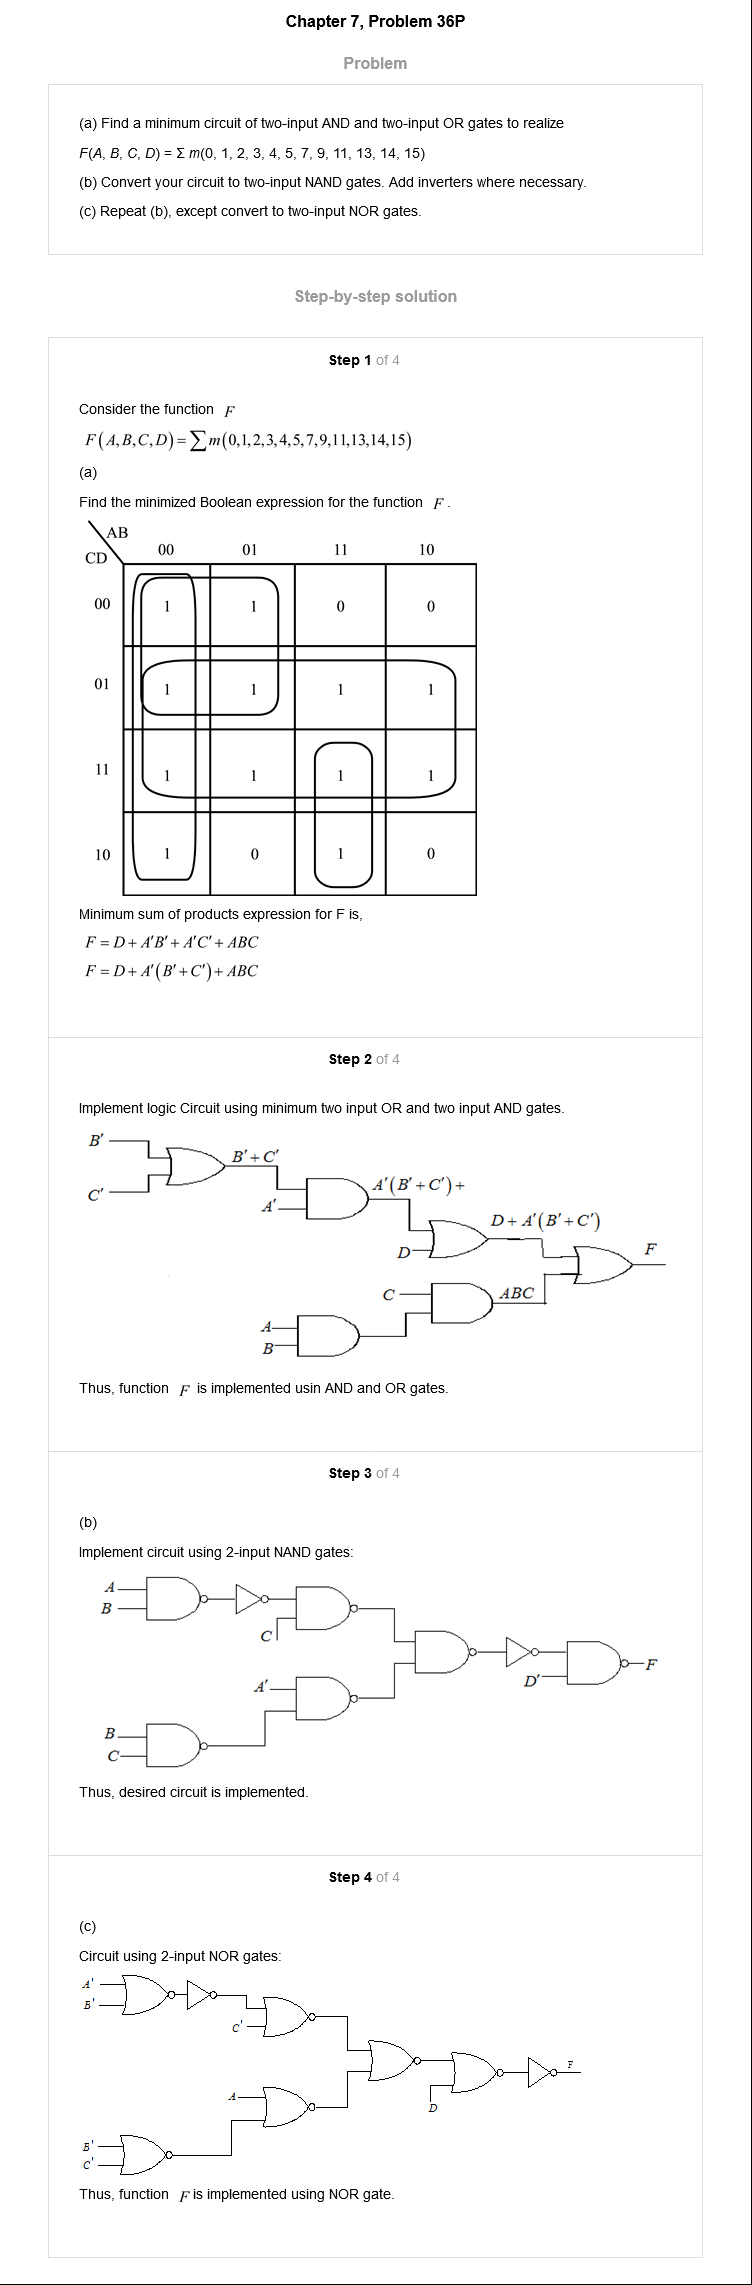 Chapter 7, Problem 36P
Problem
(a) Find a minimum circuit of two-input AND and two-input OR gates to realize
F(A, B, C, D) = Σ m(0, 1, 2, 3, 4, 5, 7, 9, 11, 13, 14, 15)
(b) Convert your circuit to two-input NAND gates. Add inverters where necessary.
(c) Repeat (b), except convert to two-input NOR gates.
Step-by-step solution
Step 1 of 4
Consider the function F
F(A,B,C,D)=∑m(0,1,2,3,4,5,7,9,11,13,14,15)
(a)
Find the minimized Boolean expression for the function F.
AB
CD
00 01 11 10
00 1 1 0 0
01 1 1 1 1
11 1 1 1 1
10 1 0 1 0
Minimum sum of products expression for F is,
F = D + A'B' + A'C' + ABC
F = D + A'(B' + C') + ABC
Step 2 of 4
Implement logic Circuit using minimum two input OR and two input AND gates.
B'
B' + C'
A'(B' + C') +
C'
A'
D + A'(B' + C')
D
F
C
ABC
A
B
Thus, function F is implemented usin AND and OR gates.
Step 3 of 4
(b)
Implement circuit using 2-input NAND gates:
A
B
C
F
D'
A'
B
C
Thus, desired circuit is implemented.
Step 4 of 4
(c)
Circuit using 2-input NOR gates:
A'
B'
C'
F
A
D
B'
C'
Thus, function F is implemented using NOR gate.